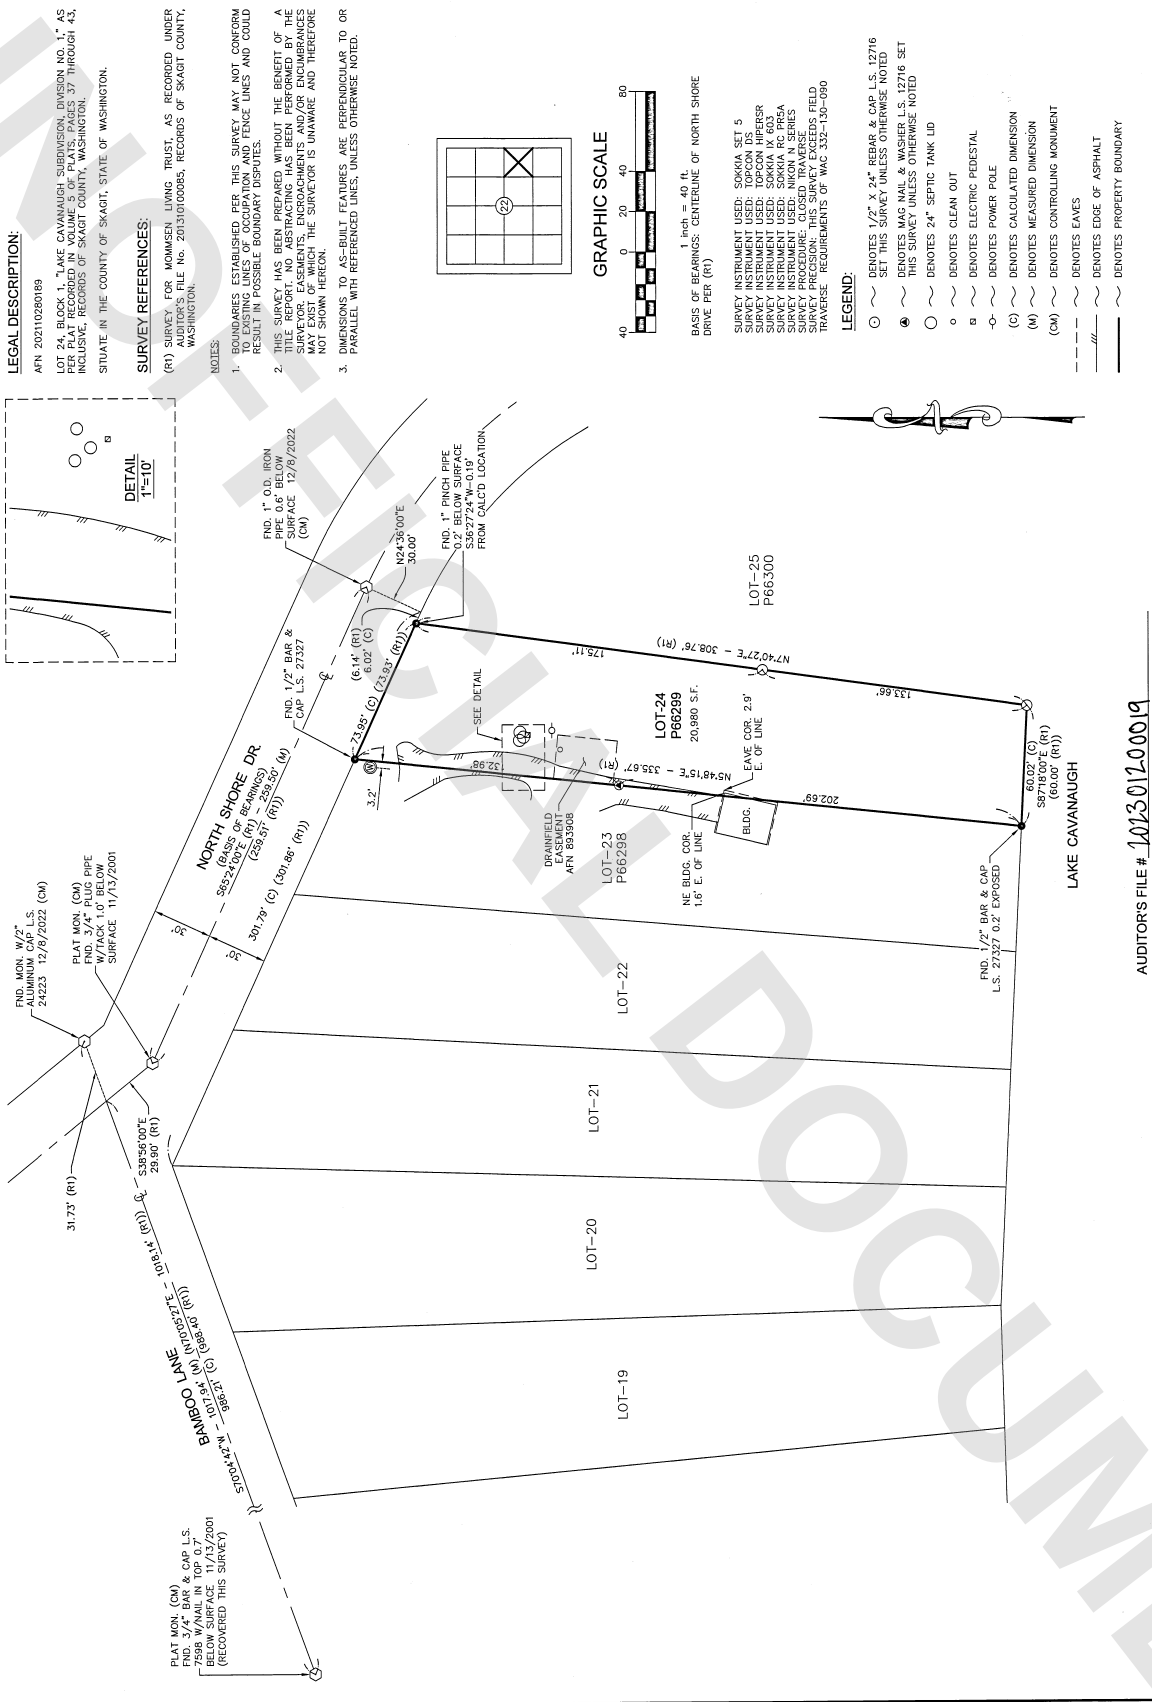 LEGAL DESCRIPTION:
AFN 202110280169
LOT 24, BLOCK 1, "LAKE CAVANAUGH SUBDIVISION, DIVISION NO. 1," AS
PER PLAT RECORDED IN VOLUME 5 OF PLATS, PAGES 37 THROUGH 43,
INCLUSIVE, RECORDS OF SKAGIT COUNTY, WASHINGTON.
SITUATE IN THE COUNTY OF SKAGIT, STATE OF WASHINGTON.
SURVEY REFERENCES:
(R1) SURVEY FOR MOMMSEN LIVING TRUST, AS RECORDED UNDER
AUDITOR'S FILE No. 201310100085, RECORDS OF SKAGIT COUNTY,
WASHINGTON.
NOTES:
1. BOUNDARIES ESTABLISHED PER THIS SURVEY MAY NOT CONFORM
TO EXISTING LINES OF OCCUPATION AND FENCE LINES AND COULD
RESULT IN POSSIBLE BOUNDARY DISPUTES.
2. THIS SURVEY HAS BEEN PREPARED WITHOUT THE BENEFIT OF A
TITLE REPORT. NO ABSTRACTING HAS BEEN PERFORMED BY THE
SURVEYOR. EASEMENTS, ENCROACHMENTS AND/OR ENCUMBRANCES
MAY EXIST OF WHICH THE SURVEYOR IS UNAWARE AND THEREFORE
NOT SHOWN HEREON.
3. DIMENSIONS TO AS-BUILT FEATURES ARE PERPENDICULAR TO OR
PARALLEL WITH REFERENCED LINES, UNLESS OTHERWISE NOTED.
22
GRAPHIC SCALE
40 0 20 40 80
1 inch = 40 ft.
BASIS OF BEARINGS: CENTERLINE OF NORTH SHORE
DRIVE PER (R1)
SURVEY INSTRUMENT USED: SOKKIA SET 5
SURVEY INSTRUMENT USED: TOPCON DS
SURVEY INSTRUMENT USED: TOPCON HIPERSR
SURVEY INSTRUMENT USED: SOKKIA IX 603
SURVEY INSTRUMENT USED: SOKKIA RC PR5A
SURVEY INSTRUMENT USED: NIKON N SERIES
SURVEY PROCEDURE: CLOSED TRAVERSE
SURVEY PRECISION: THIS SURVEY EXCEEDS FIELD
TRAVERSE REQUIREMENTS OF WAC 332-130-090
LEGEND:
DENOTES 1/2" X 24" REBAR & CAP L.S. 12716
SET THIS SURVEY UNLESS OTHERWISE NOTED
DENOTES MAG NAIL & WASHER L.S. 12716 SET
THIS SURVEY UNLESS OTHERWISE NOTED
DENOTES 24" SEPTIC TANK LID
DENOTES CLEAN OUT
DENOTES ELECTRIC PEDESTAL
DENOTES POWER POLE
(C) DENOTES CALCULATED DIMENSION
(M) DENOTES MEASURED DIMENSION
(CM) DENOTES CONTROLLING MONUMENT
DENOTES EAVES
DENOTES EDGE OF ASPHALT
DENOTES PROPERTY BOUNDARY
DETAIL
1"=10'
FND. 1" O.D. IRON
PIPE 0.6' BELOW
SURFACE 12/8/2022
(CM)
N24°36'00"E
30.00'
FND. 1" PINCH PIPE
0.2' BELOW SURFACE
S36°27'24"W-0.19'
FROM CALC'D LOCATION
(6.14' (R1)
6.02' (C)
FND. 1/2" BAR &
CAP L.S. 27327
73.95' (C) (73.93' (R1))
3.2'
W
SEE DETAIL
132.98'
175.11'
N7°40'27"E - 308.76' (R1)
133.66'
LOT-25
P66300
LOT-24
P66299
20,980 S.F.
N5°48'15"E - 335.67' (R1)
EAVE COR. 2.9'
E. OF LINE
DRAINFIELD
EASEMENT
AFN 893908
LOT-23
P66298
NE BLDG. COR.
1.6' E. OF LINE
BLDG.
202.69'
60.02' (C)
S87°18'00"E (R1)
(60.00' (R1))
LAKE CAVANAUGH
FND. 1/2" BAR & CAP
L.S. 27327 0.2' EXPOSED
NORTH SHORE DR.
(BASIS OF BEARINGS)
S65°24'00"E (R1) - 259.50' (M)
(259.51' (R1))
301.79' (C) (301.86' (R1))
30'
30'
FND. MON. W/2"
ALUMINUM CAP L.S.
24223 12/8/2022 (CM)
PLAT MON. (CM)
FND. 3/4" PLUG PIPE
W/TACK 1.0' BELOW
SURFACE 11/13/2001
31.73' (R1)
S38°56'00"E
29.90' (R1)
LOT-22
LOT-21
LOT-20
LOT-19
BAMBOO LANE
S70°04'42"W - 1017.94' (M) (N70°05'27"E - 1018.14' (R1))
986.21' (C) (988.40' (R1))
PLAT MON. (CM)
FND. 3/4" BAR & CAP L.S.
7598 W/NAIL IN TOP 0.7'
BELOW SURFACE 11/13/2001
(RECOVERED THIS SURVEY)
AUDITOR'S FILE # 202301200019
UNOFFICIAL DOCUMENT